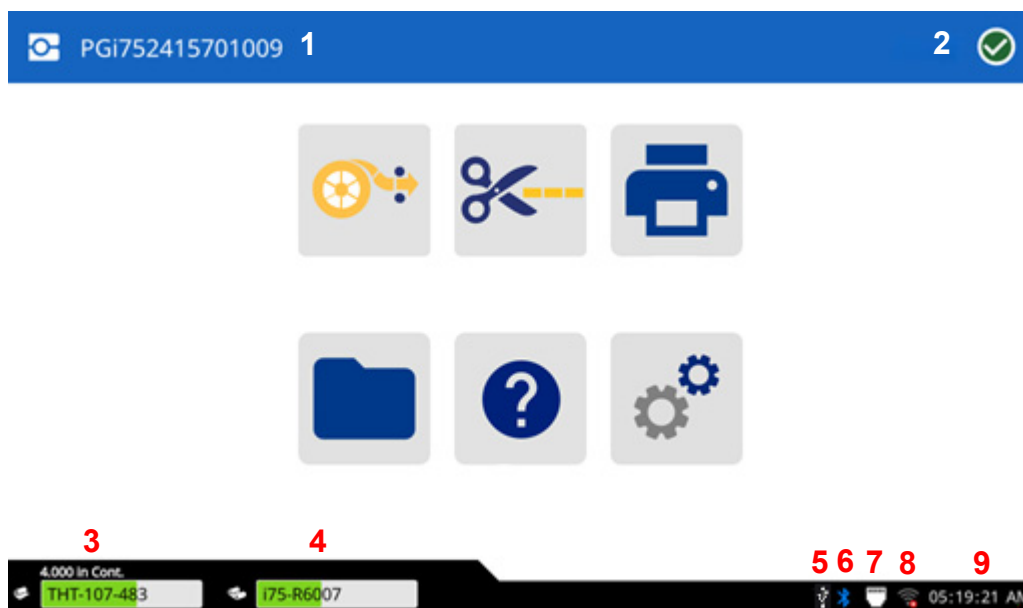 PGi752415701009 1
2
3 4
5 6 7 8 9
4.000 in Cont.
THT-107-483 i75-R6007
05:19:21 AM